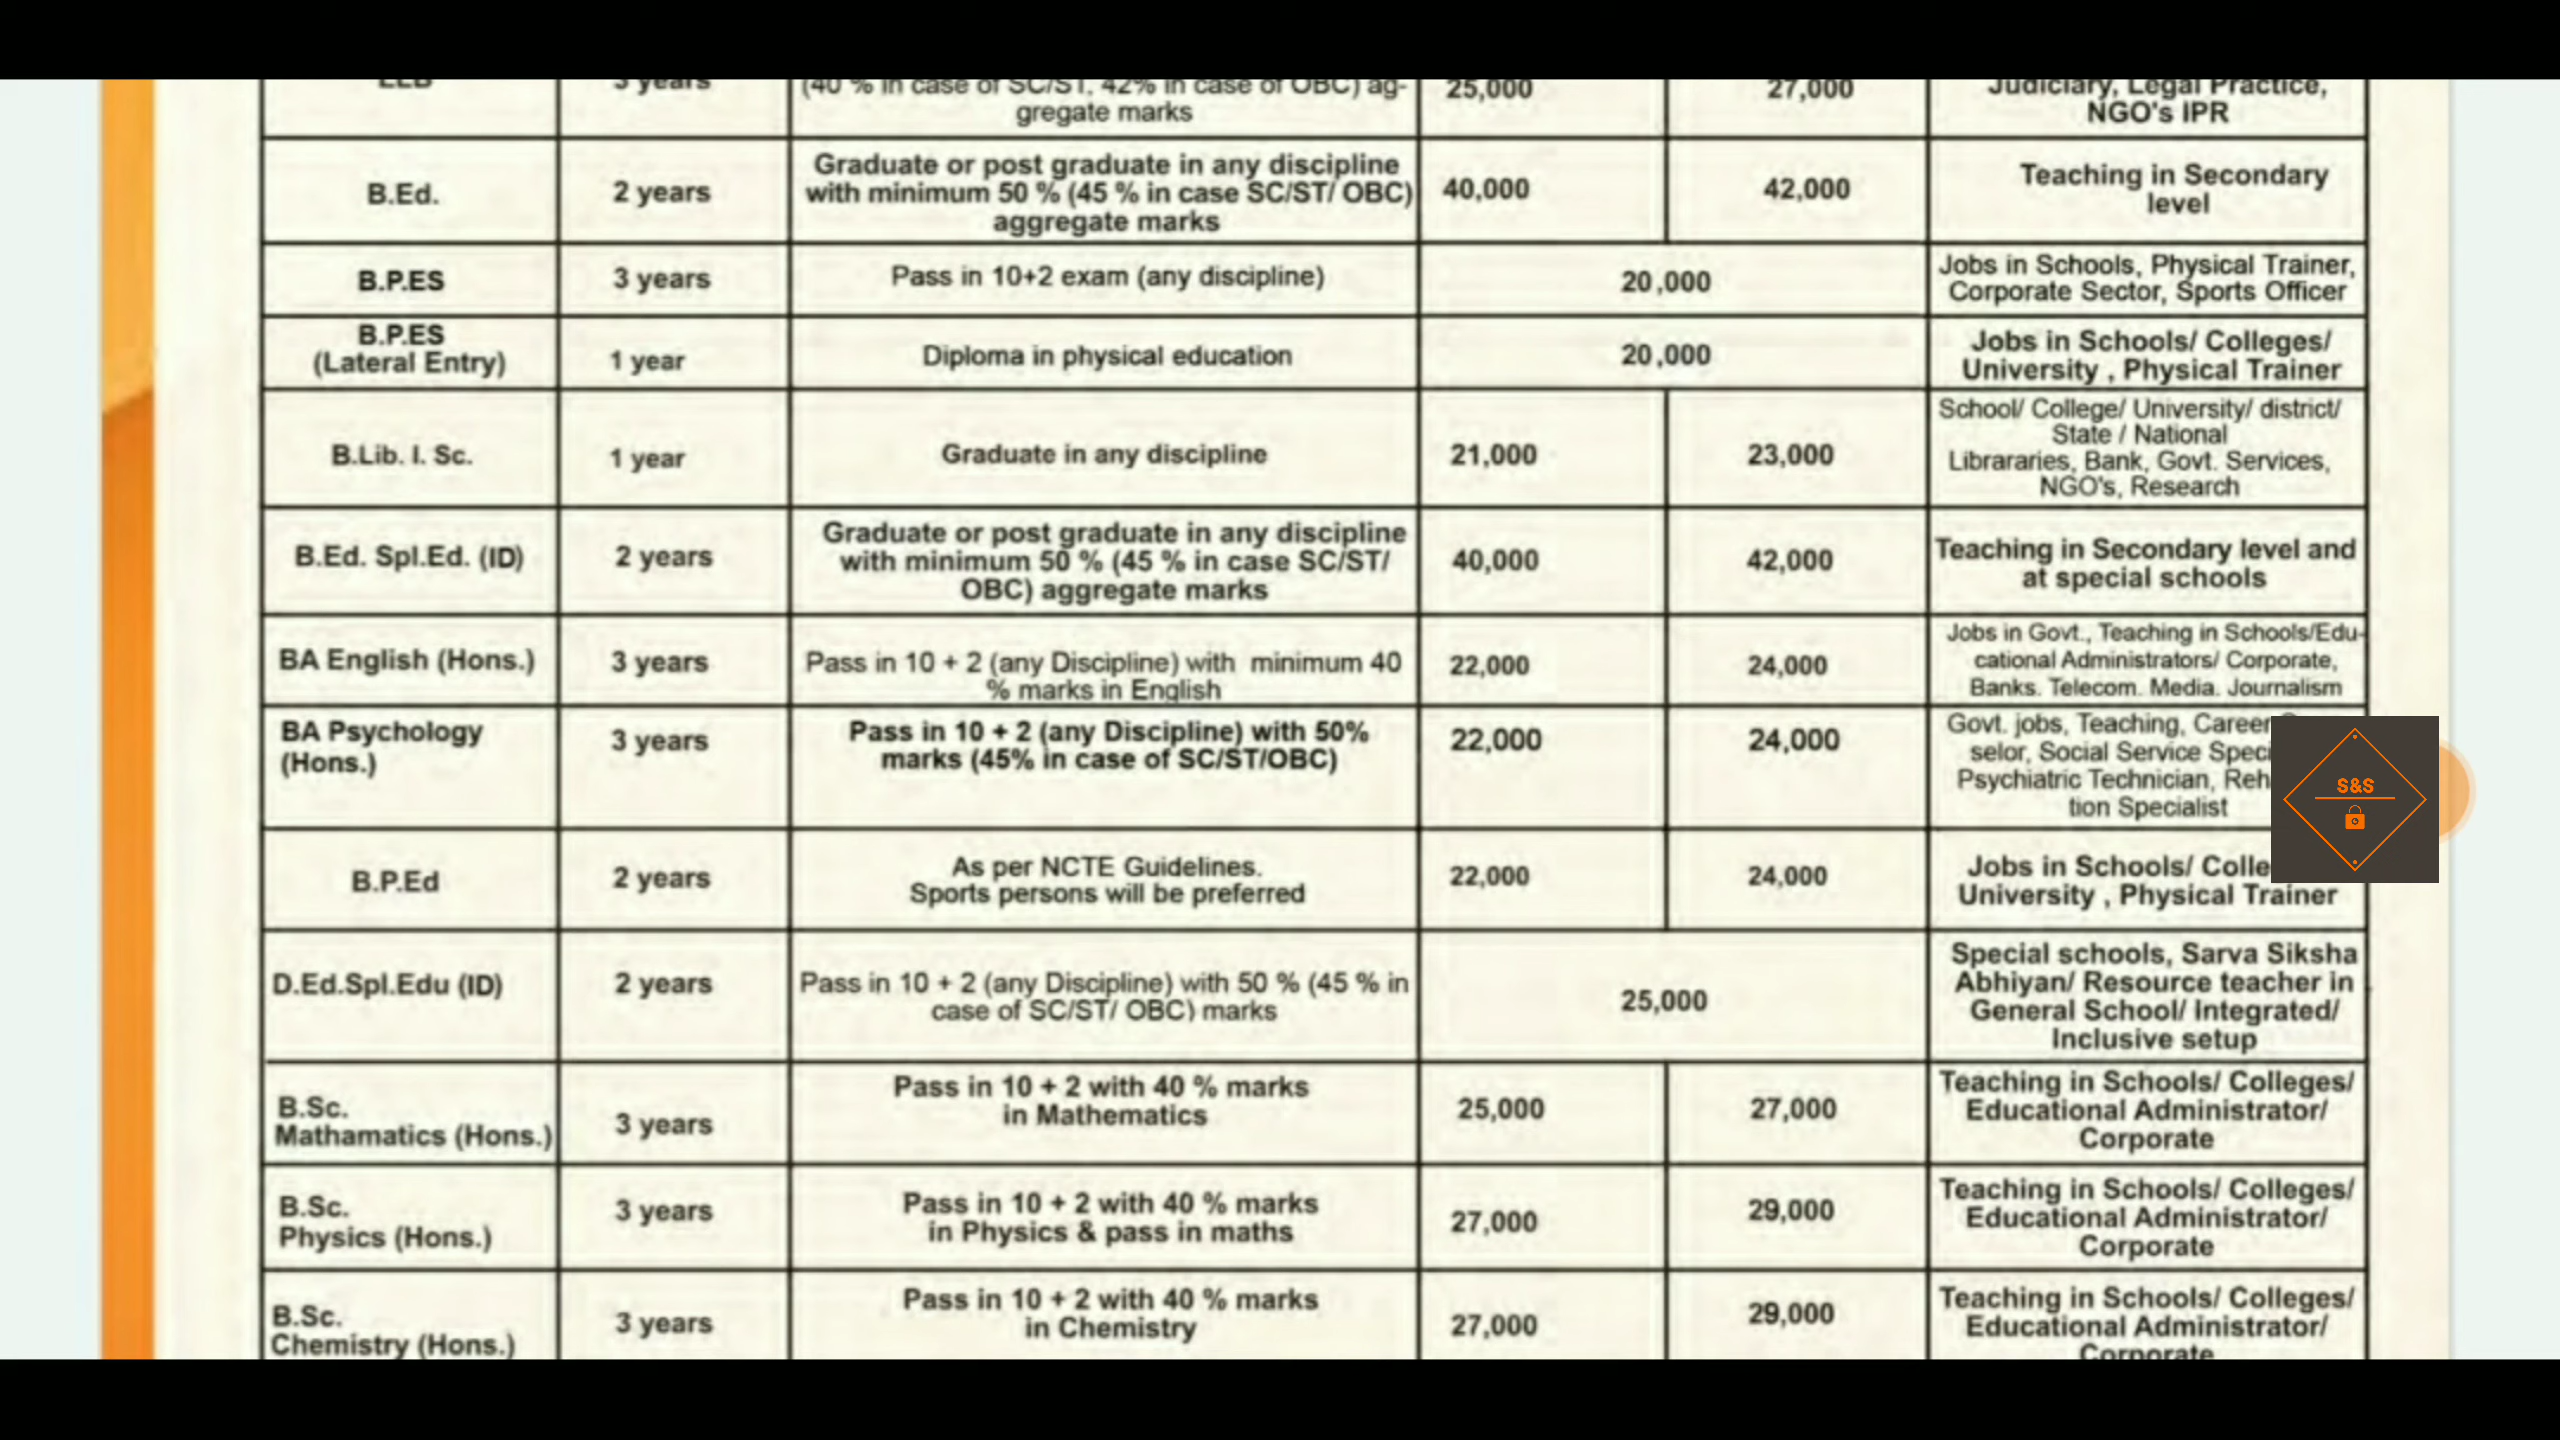 LLB
3 years
(40 % in case of SC/ST, 42% in case of OBC) ag-
gregate marks
25,000
27,000
Judiciary, Legal Practice,
NGO's IPR
B.Ed.
2 years
Graduate or post graduate in any discipline
with minimum 50 % (45 % in case SC/ST/ OBC)
aggregate marks
40,000
42,000
Teaching in Secondary
level
B.P.ES
3 years
Pass in 10+2 exam (any discipline)
20,000
Jobs in Schools, Physical Trainer,
Corporate Sector, Sports Officer
B.P.ES
(Lateral Entry)
1 year
Diploma in physical education
20,000
Jobs in Schools/ Colleges/
University , Physical Trainer
B.Lib. I. Sc.
1 year
Graduate in any discipline
21,000
23,000
School/ College/ University/ district/
State / National
Librararies, Bank, Govt. Services,
NGO's, Research
B.Ed. Spl.Ed. (ID)
2 years
Graduate or post graduate in any discipline
with minimum 50 % (45 % in case SC/ST/
OBC) aggregate marks
40,000
42,000
Teaching in Secondary level and
at special schools
BA English (Hons.)
3 years
Pass in 10 + 2 (any Discipline) with minimum 40
% marks in English
22,000
24,000
Jobs in Govt., Teaching in Schools/Edu-
cational Administrators/ Corporate,
Banks. Telecom. Media. Journalism
BA Psychology
(Hons.)
3 years
Pass in 10 + 2 (any Discipline) with 50%
marks (45% in case of SC/ST/OBC)
22,000
24,000
Govt. jobs, Teaching, Career
selor, Social Service
Psychiatric Technician,
tion Specialist
S&S
B.P.Ed
2 years
As per NCTE Guidelines.
Sports persons will be preferred
22,000
24,000
Jobs in Schools/
University , Physical Trainer
D.Ed.Spl.Edu (ID)
2 years
Pass in 10 + 2 (any Discipline) with 50 % (45 % in
case of SC/ST/ OBC) marks
25,000
Special schools, Sarva Siksha
Abhiyan/ Resource teacher in
General School/ Integrated/
Inclusive setup
B.Sc.
Mathamatics (Hons.)
3 years
Pass in 10 + 2 with 40 % marks
in Mathematics
25,000
27,000
Teaching in Schools/ Colleges/
Educational Administrator/
Corporate
B.Sc.
Physics (Hons.)
3 years
Pass in 10 + 2 with 40 % marks
in Physics & pass in maths
27,000
29,000
Teaching in Schools/ Colleges/
Educational Administrator/
Corporate
B.Sc.
Chemistry (Hons.)
3 years
Pass in 10 + 2 with 40 % marks
in Chemistry
27,000
29,000
Teaching in Schools/ Colleges/
Educational Administrator/
Corporate